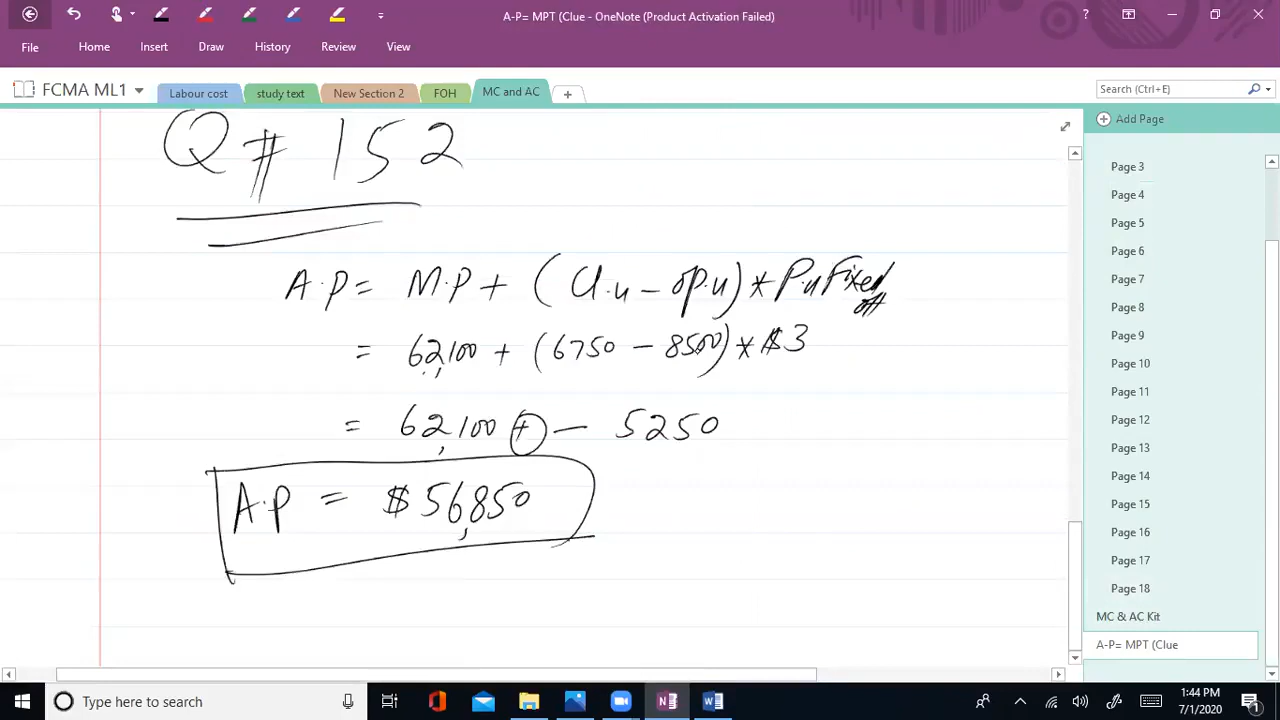 A-P= MPT (Clue - OneNote (Product Activation Failed)
File Home Insert Draw History Review View
FCMA ML1 Labour cost study text New Section 2 FOH MC and AC
Search (Ctrl+E)
Add Page
Q # 152
A.P = M.P + (Cl.u - op.u) * Pu Fixed
= 62,100 + (6750 - 8500) * $3
= 62,100 + - 5250
A.P = $56,850
Page 3
Page 4
Page 5
Page 6
Page 7
Page 8
Page 9
Page 10
Page 11
Page 12
Page 13
Page 14
Page 15
Page 16
Page 17
Page 18
MC & AC Kit
A-P= MPT (Clue
Type here to search
1:44 PM
7/1/2020